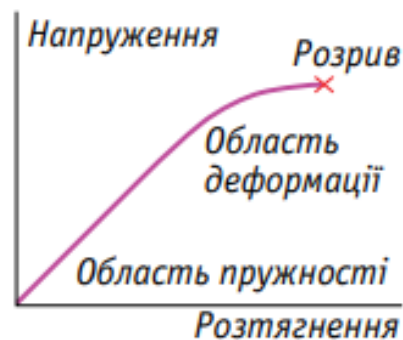 Напруження
Розрив
Область
деформації
Область пружності
Розтягнення